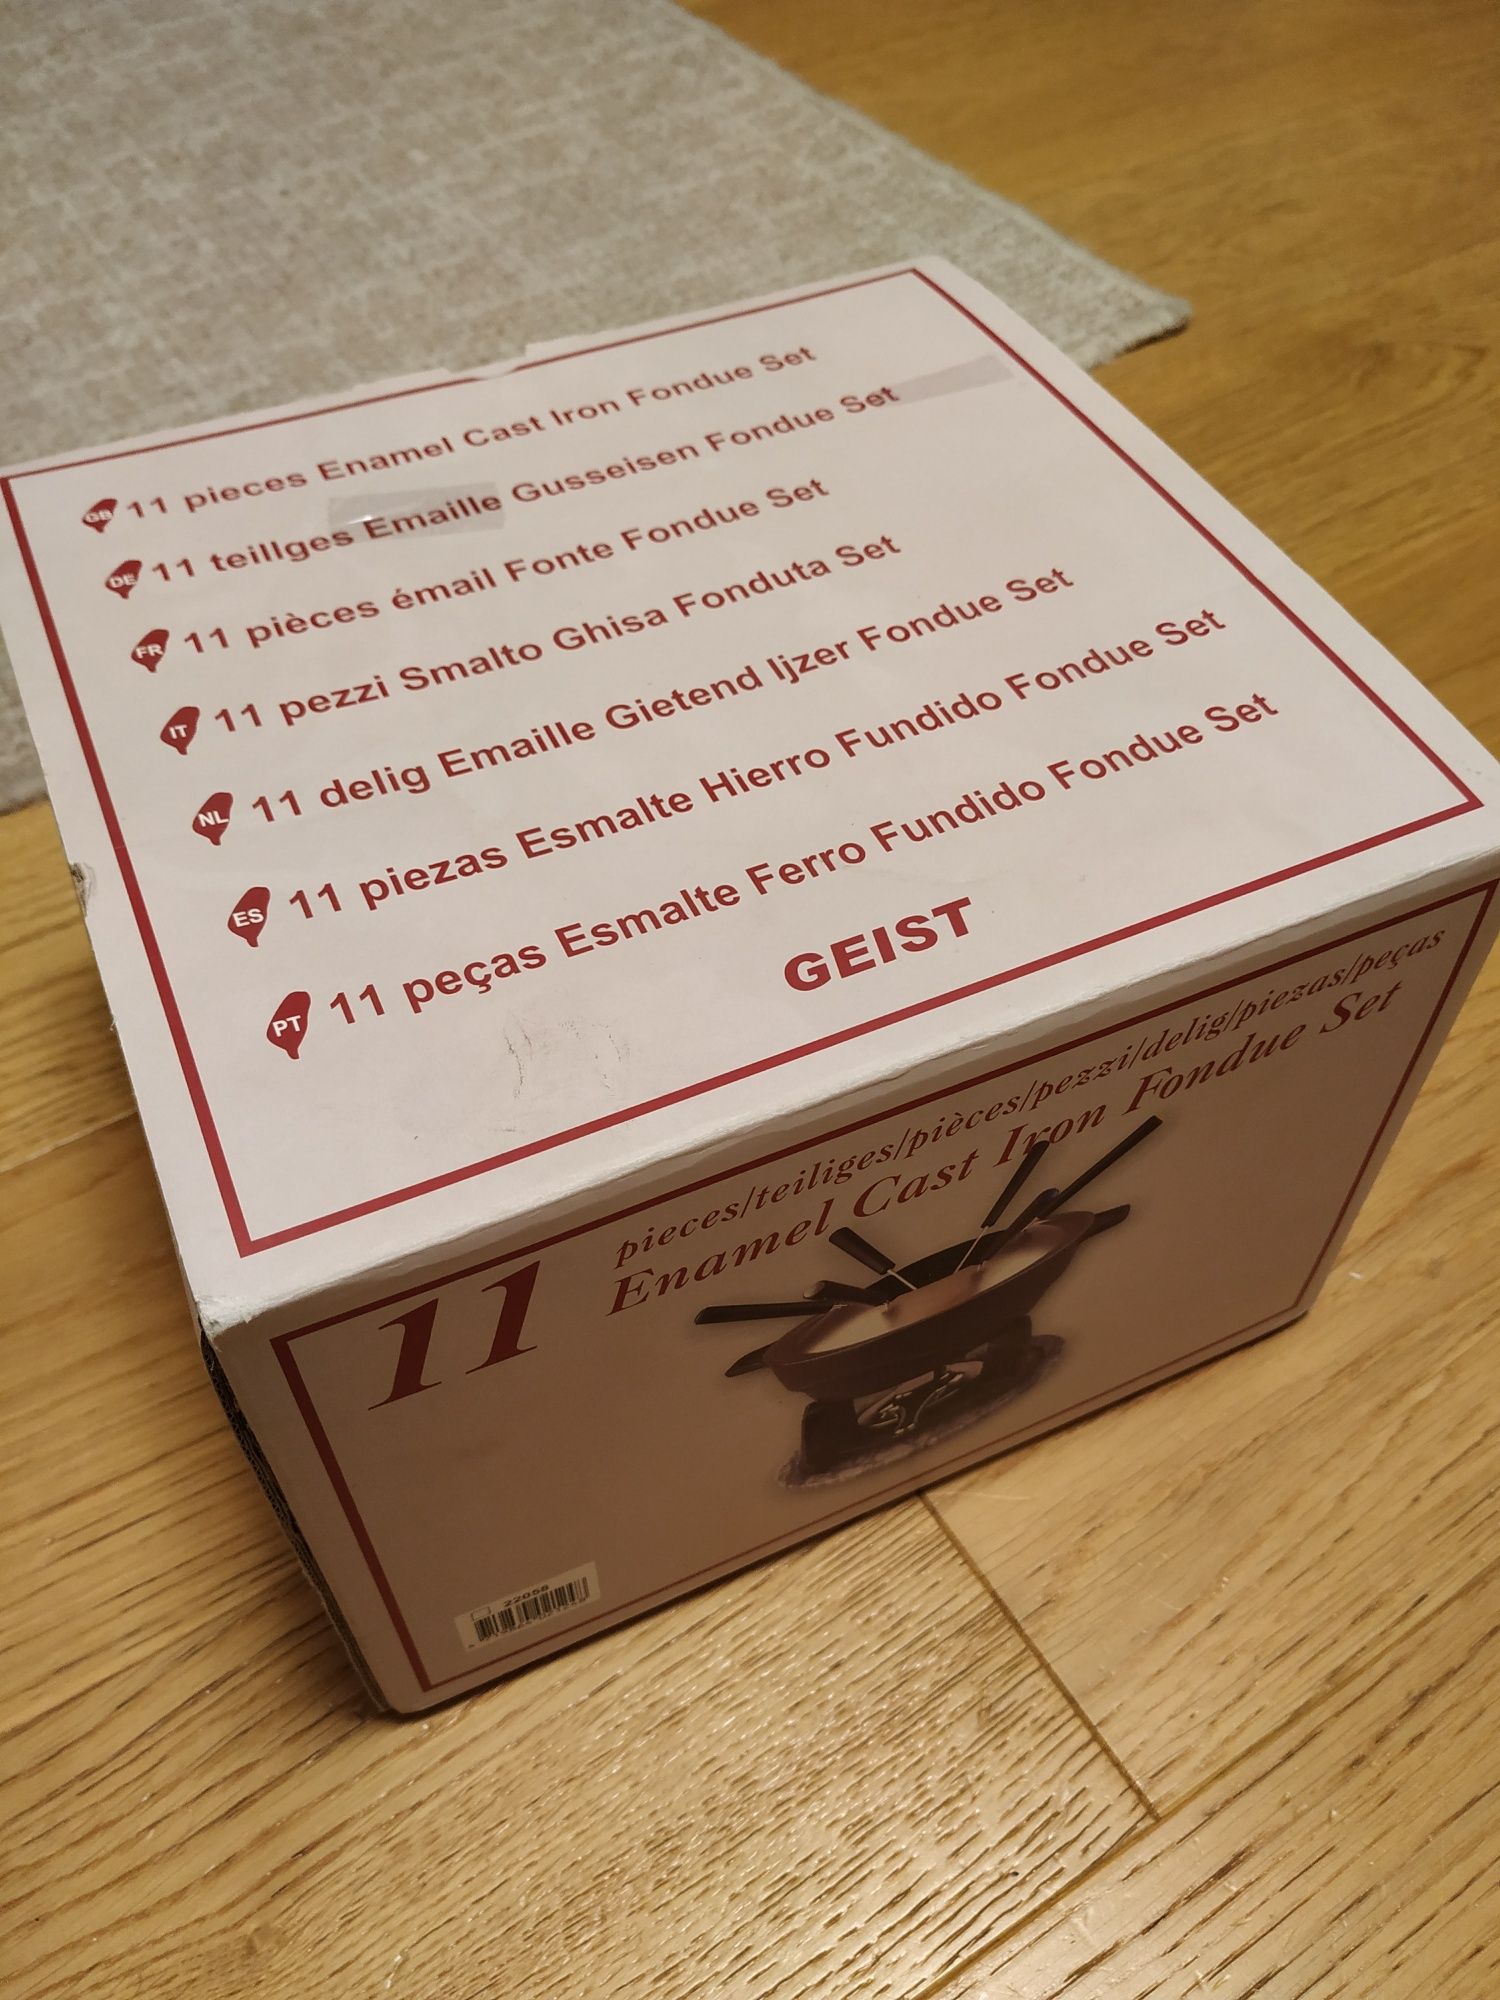 GB 11 pieces Enamel Cast Iron Fondue Set
DE 11 teillges Emaille Gusseisen Fondue Set
FR 11 pièces émail Fonte Fondue Set
IT 11 pezzi Smalto Ghisa Fonduta Set
NL 11 delig Emaille Gietend Ijzer Fondue Set
ES 11 piezas Esmalte Hierro Fundido Fondue Set
PT 11 peças Esmalte Ferro Fundido Fondue Set
GEIST
11 pieces/teiliges/pièces/pezzi/delig/piezas/peças
Enamel Cast Iron Fondue Set
22058